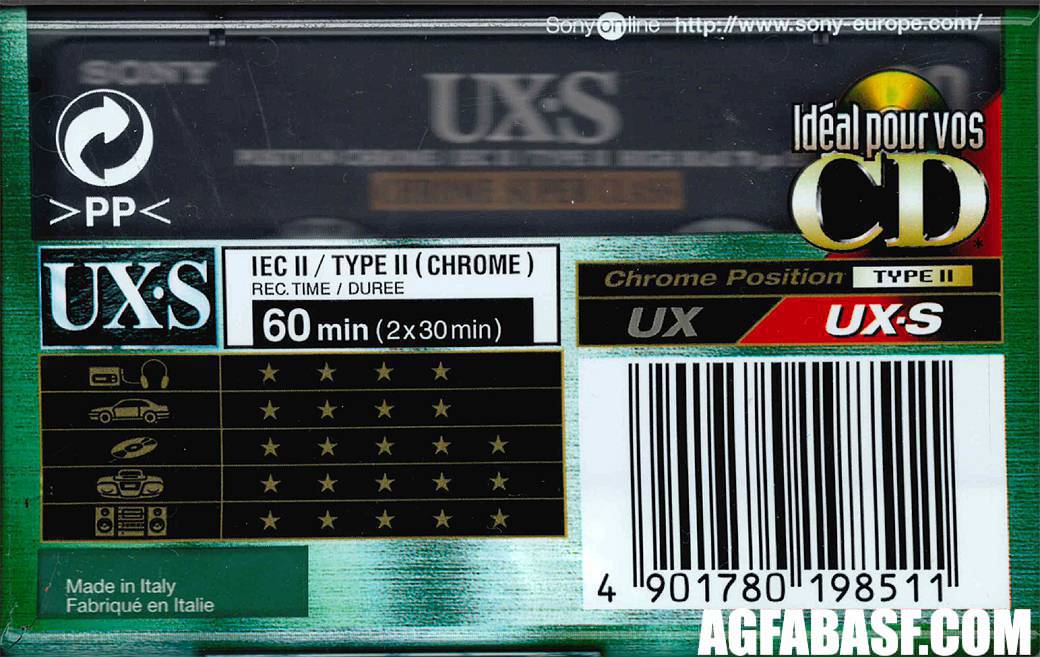 Sony online http://www.sony-europe.com/
SONY
UX·S
Idéal pour vos
CD*
>PP<
UX·S
IEC II / TYPE II ( CHROME )
REC. TIME / DUREE
60 min (2x30min)
Chrome Position TYPE II
UX UX·S
4 901780 198511
Made in Italy
Fabriqué en Italie
AGFABASF.COM